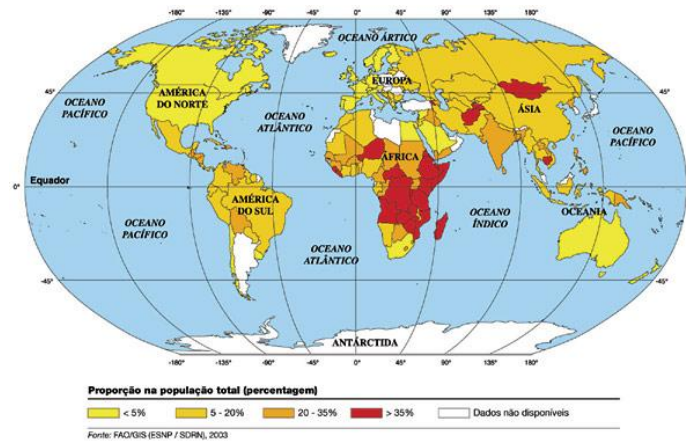 -180° -135° -90° -45° 0° 45° 90° 135° 180°
OCEANO ÁRTICO
AMÉRICA
DO NORTE
EUROPA
45°
ÁSIA
45°
OCEANO
PACÍFICO
OCEANO
ATLÂNTICO
OCEANO
PACÍFICO
ÁFRICA
Equador
0°
0°
AMÉRICA
DO SUL
OCEANO
ÍNDICO
OCEANIA
OCEANO
PACÍFICO
OCEANO
ATLÂNTICO
-45°
-45°
ANTÁRCTIDA
-180° -135° -90° -45° 0° 45° 90° 135° 180°
Proporção na população total (percentagem)
< 5% 5 - 20% 20 - 35% > 35% Dados não disponíveis
Fonte: FAO/GIS (ESNP / SDRN), 2003